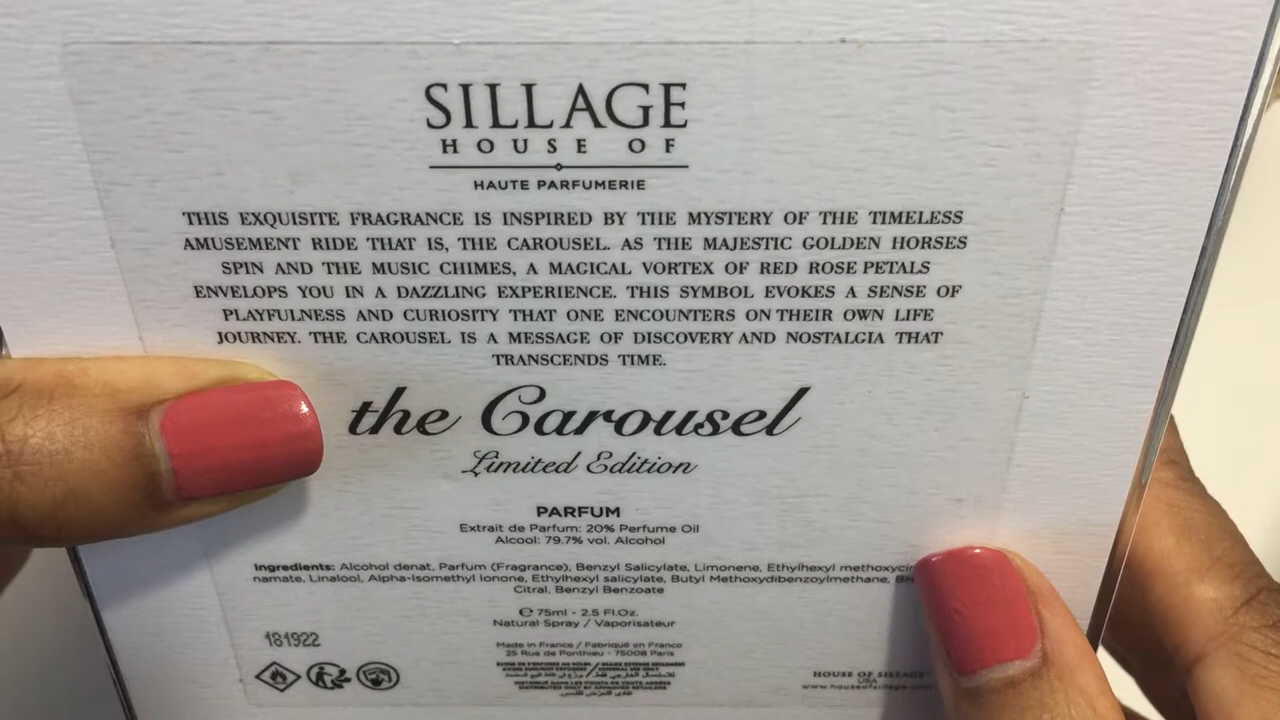 SILLAGE
HOUSE OF
HAUTE PARFUMERIE
THIS EXQUISITE FRAGRANCE IS INSPIRED BY THE MYSTERY OF THE TIMELESS
AMUSEMENT RIDE THAT IS, THE CAROUSEL. AS THE MAJESTIC GOLDEN HORSES
SPIN AND THE MUSIC CHIMES, A MAGICAL VORTEX OF RED ROSE PETALS
ENVELOPS YOU IN A DAZZLING EXPERIENCE. THIS SYMBOL EVOKES A SENSE OF
PLAYFULNESS AND CURIOSITY THAT ONE ENCOUNTERS ON THEIR OWN LIFE
JOURNEY. THE CAROUSEL IS A MESSAGE OF DISCOVERY AND NOSTALGIA THAT
TRANSCENDS TIME.
the Carousel
Limited Edition
PARFUM
Extrait de Parfum: 20% Perfume Oil
Alcool: 79.7% vol. Alcohol
Ingredients: Alcohol denat, Parfum (Fragrance), Benzyl Salicylate, Limonene, Ethylhexyl methoxycin
namate, Linalool, Alpha-Isomethyl Ionone, Ethylhexyl salicylate, Butyl Methoxydibenzoylmethane,
Citral, Benzyl Benzoate
℮ 75ml - 2.5 Fl.Oz.
Natural Spray / Vaporisateur
181922
Made in France / Fabriqué en France
25 Rue de Ponthieu - 75008 Paris
DISTRIBUTED ONLY BY APPROVED RETAILERS
HOUSE OF SILLAGE
USA
www.houseofsillage